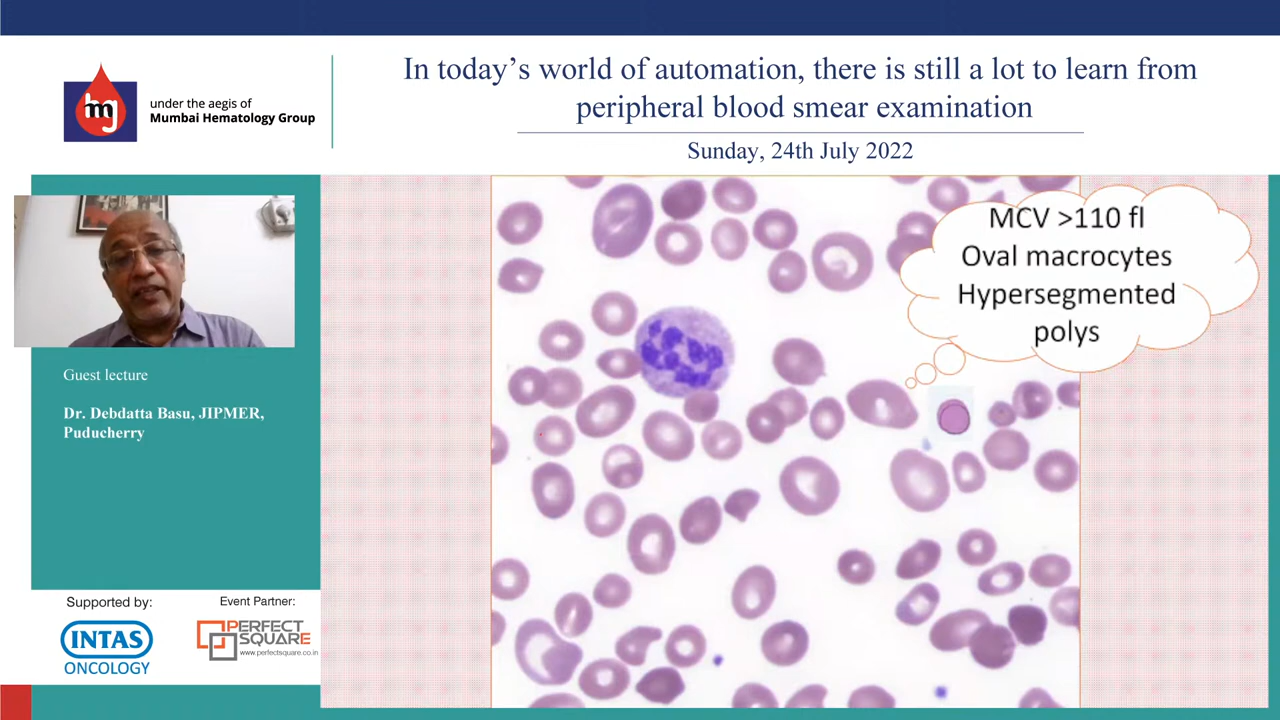 In today’s world of automation, there is still a lot to learn from
peripheral blood smear examination
Sunday, 24th July 2022
mg
under the aegis of
Mumbai Hematology Group
MCV >110 fl
Oval macrocytes
Hypersegmented
polys
Guest lecture
Dr. Debdatta Basu, JIPMER,
Puducherry
Supported by:
INTAS
ONCOLOGY
Event Partner:
PERFECT
SQUARE
www.perfectsquare.co.in